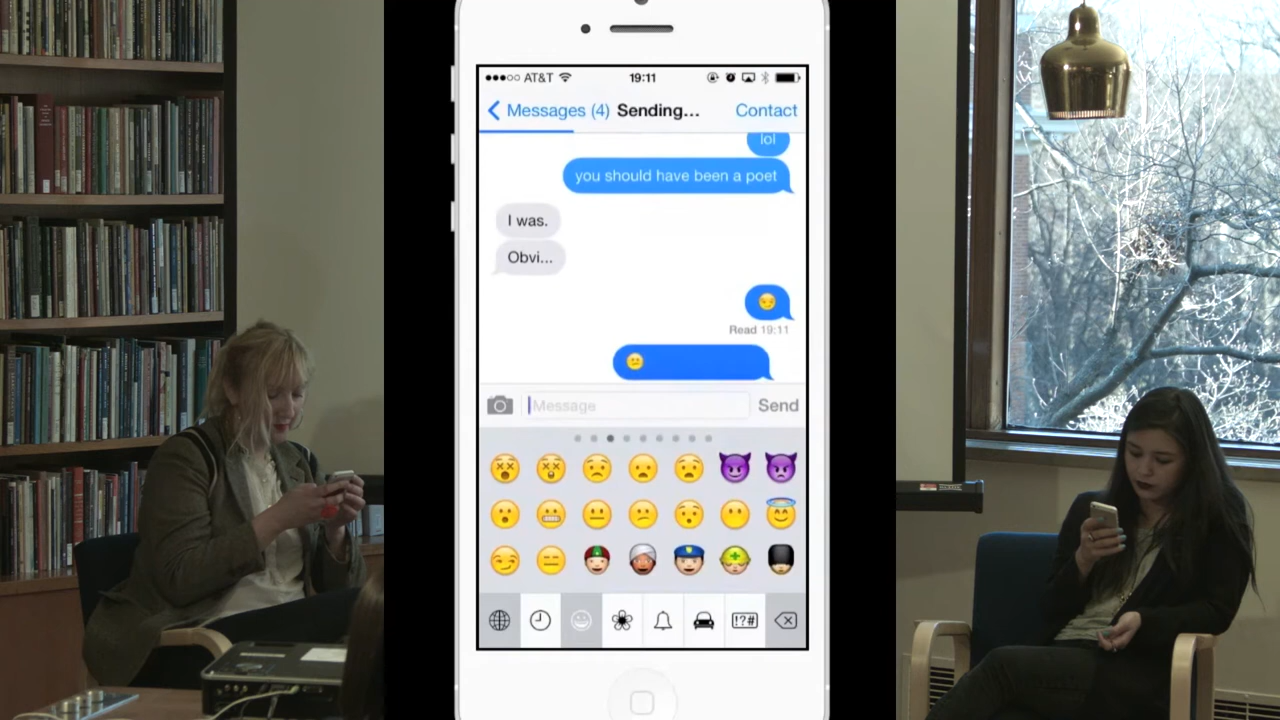 AT&T 19:11
Messages (4) Sending... Contact
lol
you should have been a poet
I was.
Obvi...
Read 19:11
Message Send
!?#